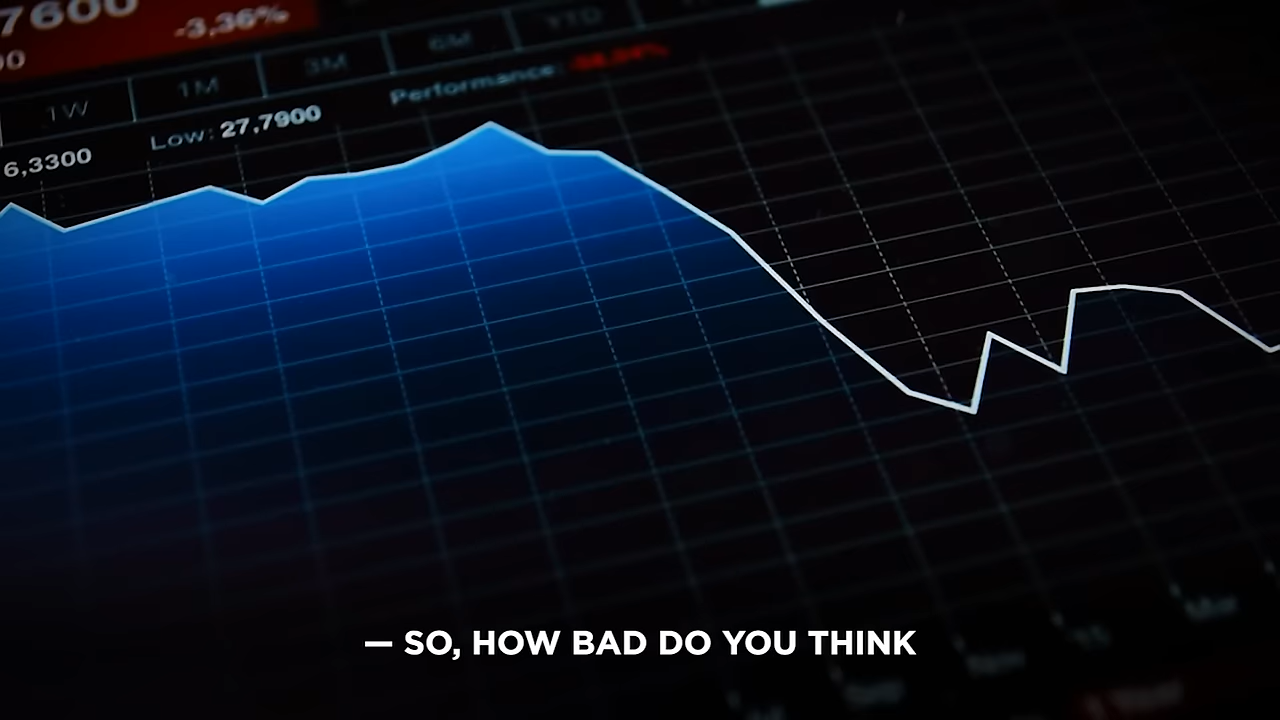 7600
-3,36%
00
1W
1M
3M
6M
YTD
Performance:
Low: 27,7900
6,3300
— SO, HOW BAD DO YOU THINK